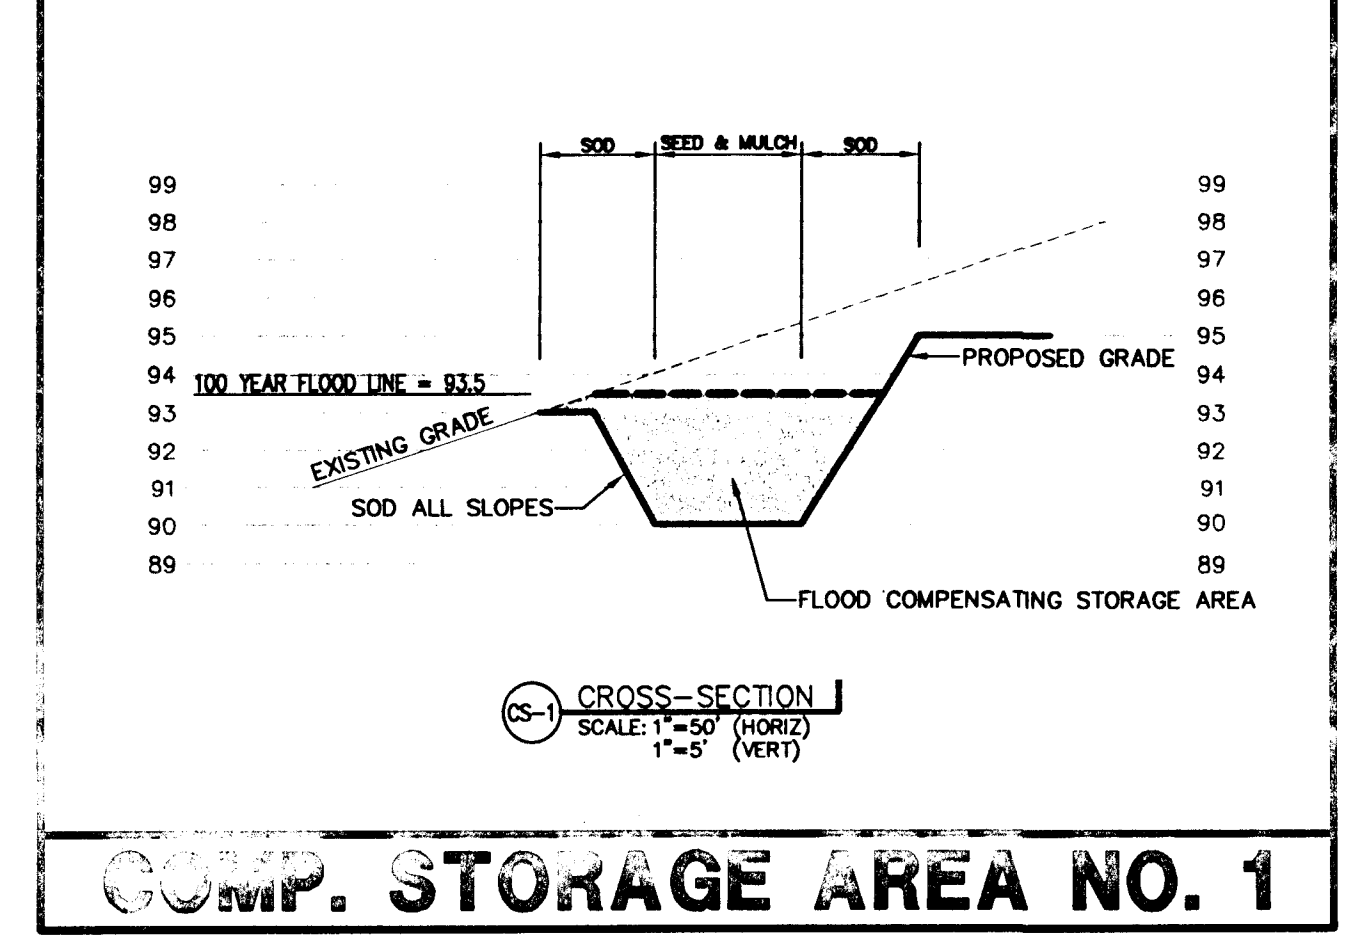 SOD SEED & MULCH SOD
99 99
98 98
97 97
96 96
95 95
PROPOSED GRADE
94 94
100 YEAR FLOOD LINE = 93.5
93 93
EXISTING GRADE
92 92
91 91
SOD ALL SLOPES
90 90
89 89
FLOOD COMPENSATING STORAGE AREA
CS-1 CROSS-SECTION
SCALE: 1"=50' (HORIZ)
1"=5' (VERT)
COMP. STORAGE AREA NO. 1